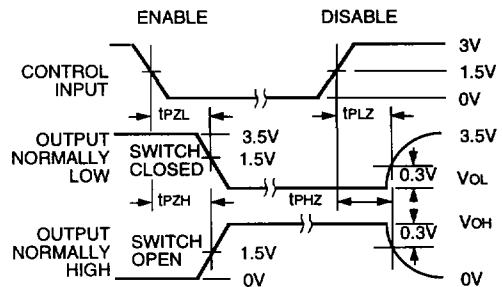 ENABLE DISABLE
3V
CONTROL
INPUT
1.5V
0V
tPZL tPLZ
OUTPUT
NORMALLY
LOW
SWITCH
CLOSED
3.5V
1.5V
3.5V
0.3V
VOL
tPZH tPHZ
VOH
0.3V
OUTPUT
NORMALLY
HIGH
SWITCH
OPEN
1.5V
0V
0V